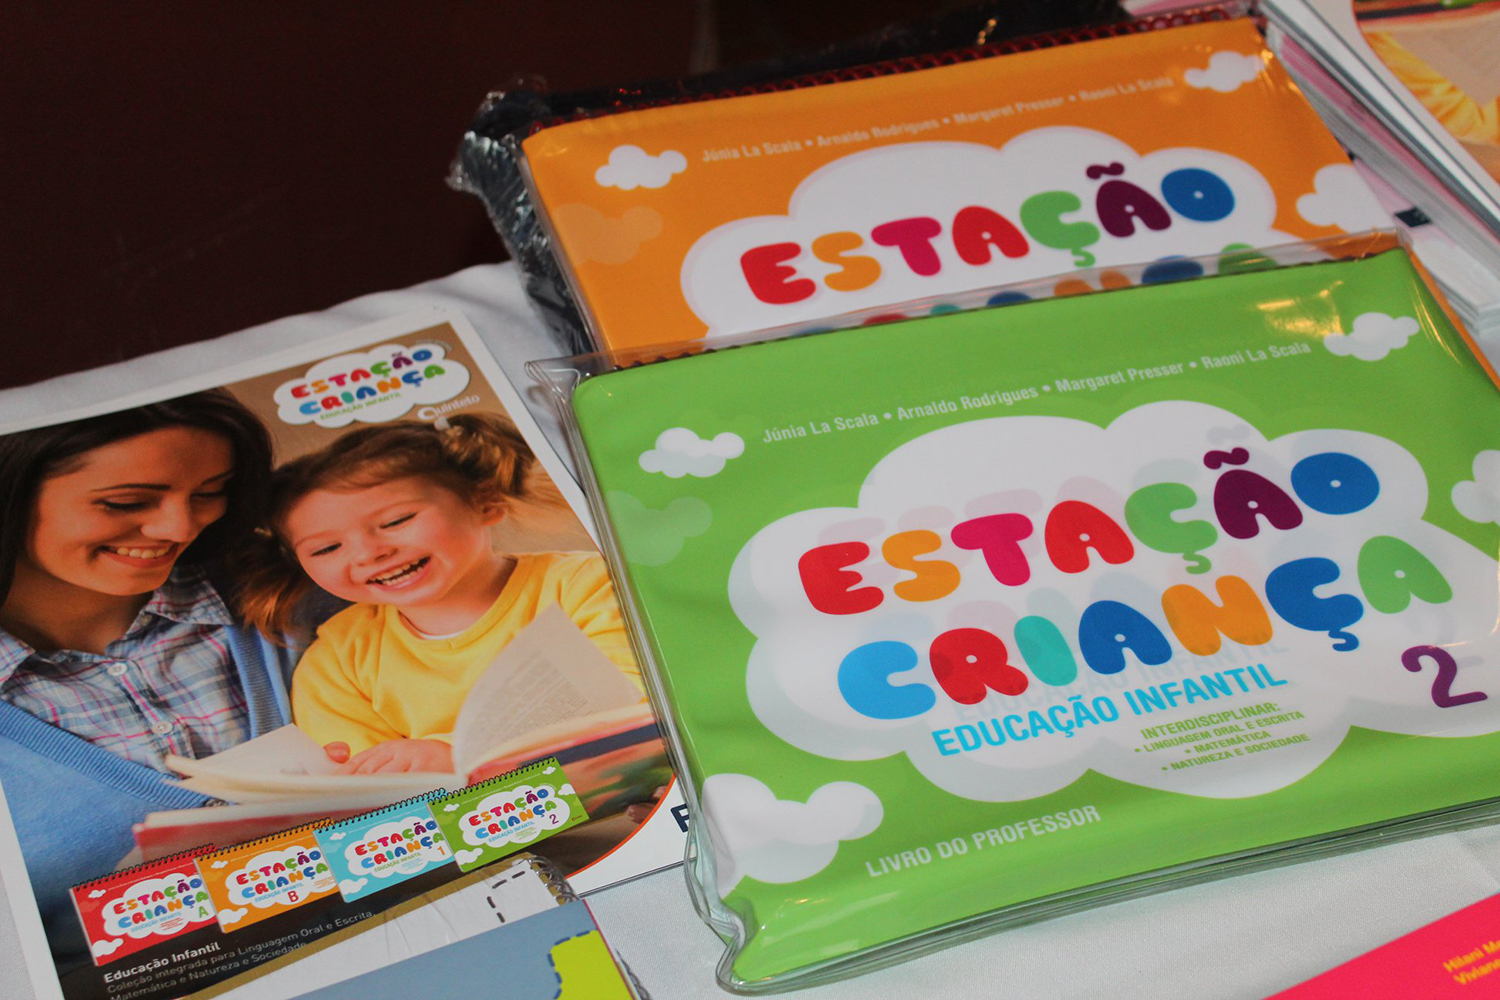 Júnia La Scala • Arnaldo Rodrigues • Margaret Presser • Raoni La Scala
ESTAÇÃO
Júnia La Scala • Arnaldo Rodrigues • Margaret Presser • Raoni La Scala
ESTAÇÃO
CRIANÇA
2
EDUCAÇÃO INFANTIL
INTERDISCIPLINAR:
• LINGUAGEM ORAL E ESCRITA
• MATEMÁTICA
• NATUREZA E SOCIEDADE
LIVRO DO PROFESSOR
ESTAÇÃO
CRIANÇA
EDUCAÇÃO INFANTIL
Quinteto
ESTAÇÃO
CRIANÇA
A
ESTAÇÃO
CRIANÇA
B
ESTAÇÃO
CRIANÇA
1
ESTAÇÃO
CRIANÇA
2
Educação Infantil
Coleção integrada para Linguagem Oral e Escrita
Matemática e Natureza e Sociedade
Hilani